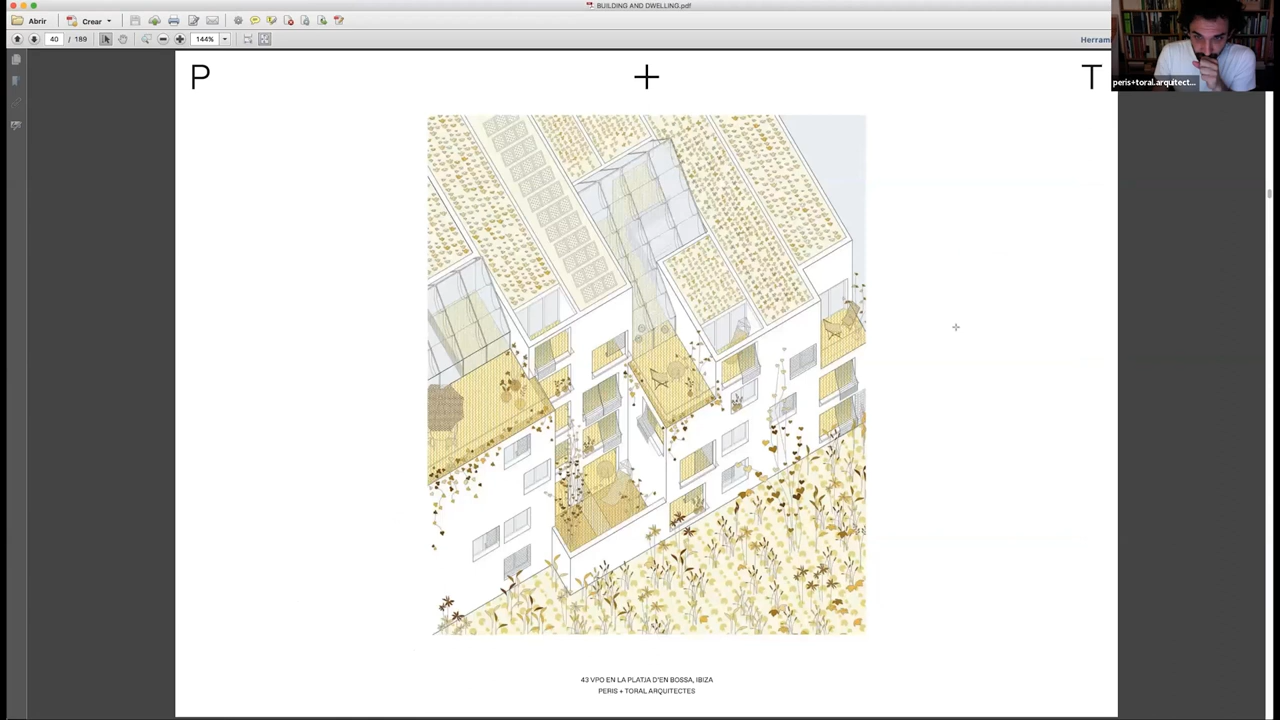 BUILDING AND DWELLING.pdf
Abrir
Crear
40 / 189
144%
Herrami
P + T
peris+toral.arquitect...
43 VPO EN LA PLATJA D'EN BOSSA, IBIZA
PERIS + TORAL ARQUITECTES